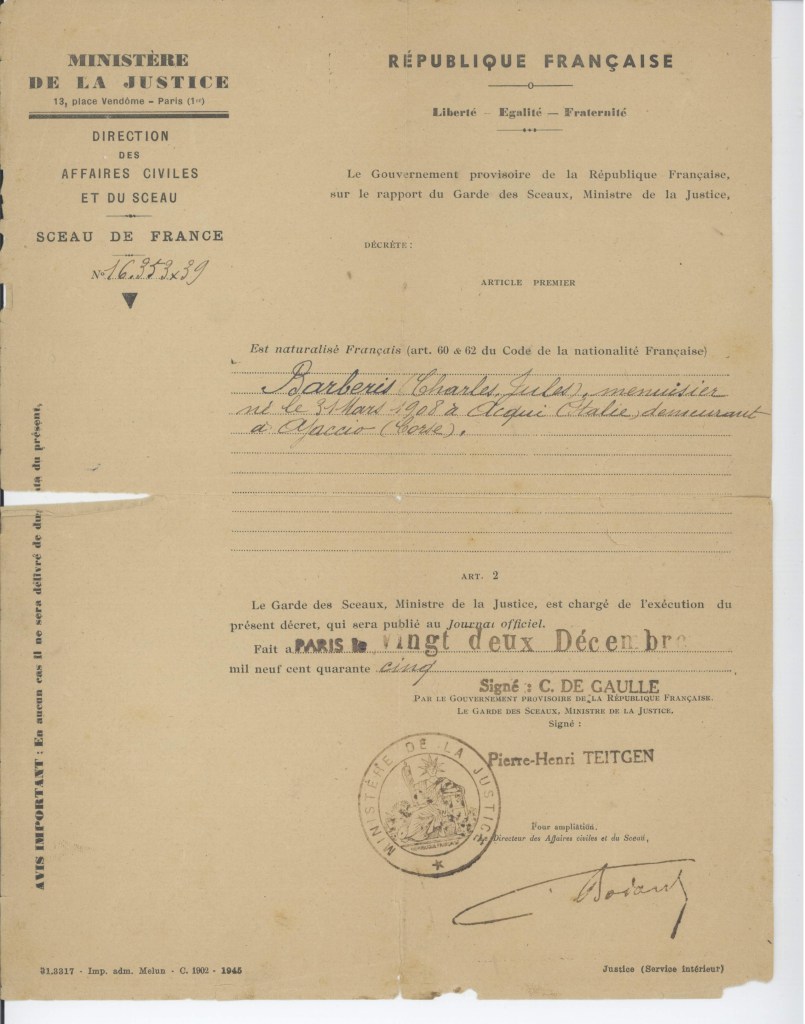 MINISTÈRE
DE LA JUSTICE
13, place Vendôme – Paris (1er)
DIRECTION
DES
AFFAIRES CIVILES
ET DU SCEAU
SCEAU DE FRANCE
No 16.353x39
RÉPUBLIQUE FRANÇAISE
Liberté – Egalité — Fraternité
Le Gouvernement provisoire de la République Française,
sur le rapport du Garde des Sceaux, Ministre de la Justice,
DÉCRÈTE :
ARTICLE PREMIER
Est naturalisé Français (art. 60 & 62 du Code de la nationalité Française)
Barberis (Charles, Jules), menuisier
né le 31 Mars 1908 à Acqui (Italie) demeurant
à Ajaccio (Corse).
ART. 2
Le Garde des Sceaux, Ministre de la Justice, est chargé de l'exécution du
présent décret, qui sera publié au Journal officiel.
Fait a PARIS le Vingt deux Décembre
mil neuf cent quarante cinq
Signé : C. DE GAULLE
PAR LE GOUVERNEMENT PROVISOIRE DE LA RÉPUBLIQUE FRANÇAISE.
LE GARDE DES SCEAUX, MINISTRE DE LA JUSTICE.
Signé :
Pierre-Henri TEITGEN
MINISTÈRE DE LA JUSTICE
Pour ampliation.
Le Directeur des Affaires civiles et du Sceau,
AVIS IMPORTANT : En aucun cas il ne sera délivré de du ta du présent,
31.3317 - Imp. adm. Melun - C. 1902 - 1945
Justice (Service intérieur)